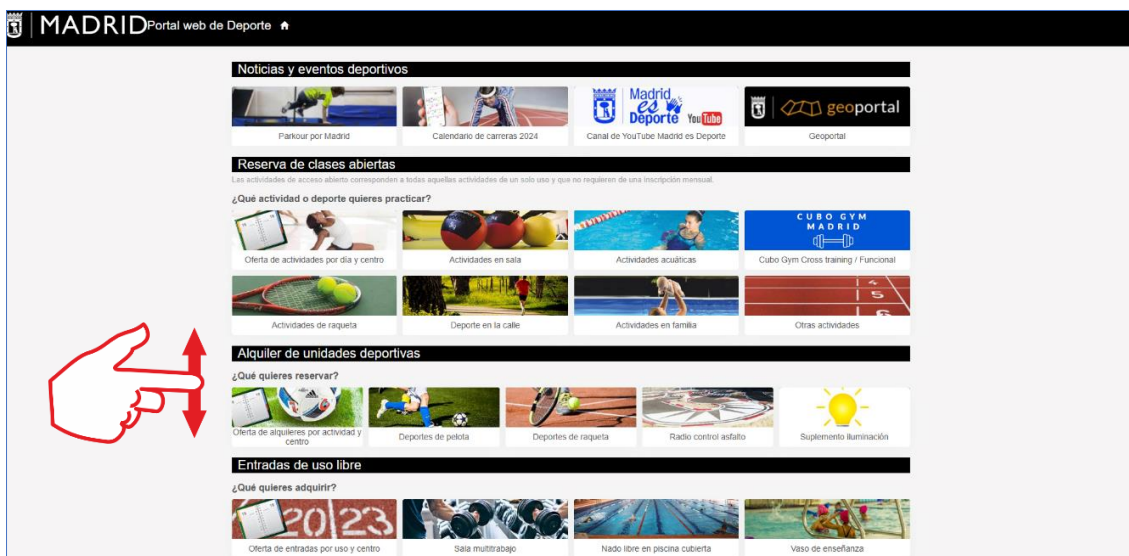 MADRID Portal web de Deporte
Noticias y eventos deportivos
Madrid
es
Deporte YouTube
geoportal
Parkour por Madrid
Calendario de carreras 2024
Canal de YouTube Madrid es Deporte
Geoportal
Reserva de clases abiertas
Las actividades de acceso abierto corresponden a todas aquellas actividades de un solo uso y que no requieren de una inscripción mensual.
¿Qué actividad o deporte quieres practicar?
CUBO GYM
MADRID
Oferta de actividades por día y centro
Actividades en sala
Actividades acuáticas
Cubo Gym Cross training / Funcional
4
5
6
Actividades de raqueta
Deporte en la calle
Actividades en familia
Otras actividades
Alquiler de unidades deportivas
¿Qué quieres reservar?
Oferta de alquileres por actividad y
centro
Deportes de pelota
Deportes de raqueta
Radio control asfalto
Suplemento iluminación
Entradas de uso libre
¿Qué quieres adquirir?
2023
Oferta de entradas por uso y centro
Sala multitrabajo
Nado libre en piscina cubierta
Vaso de enseñanza